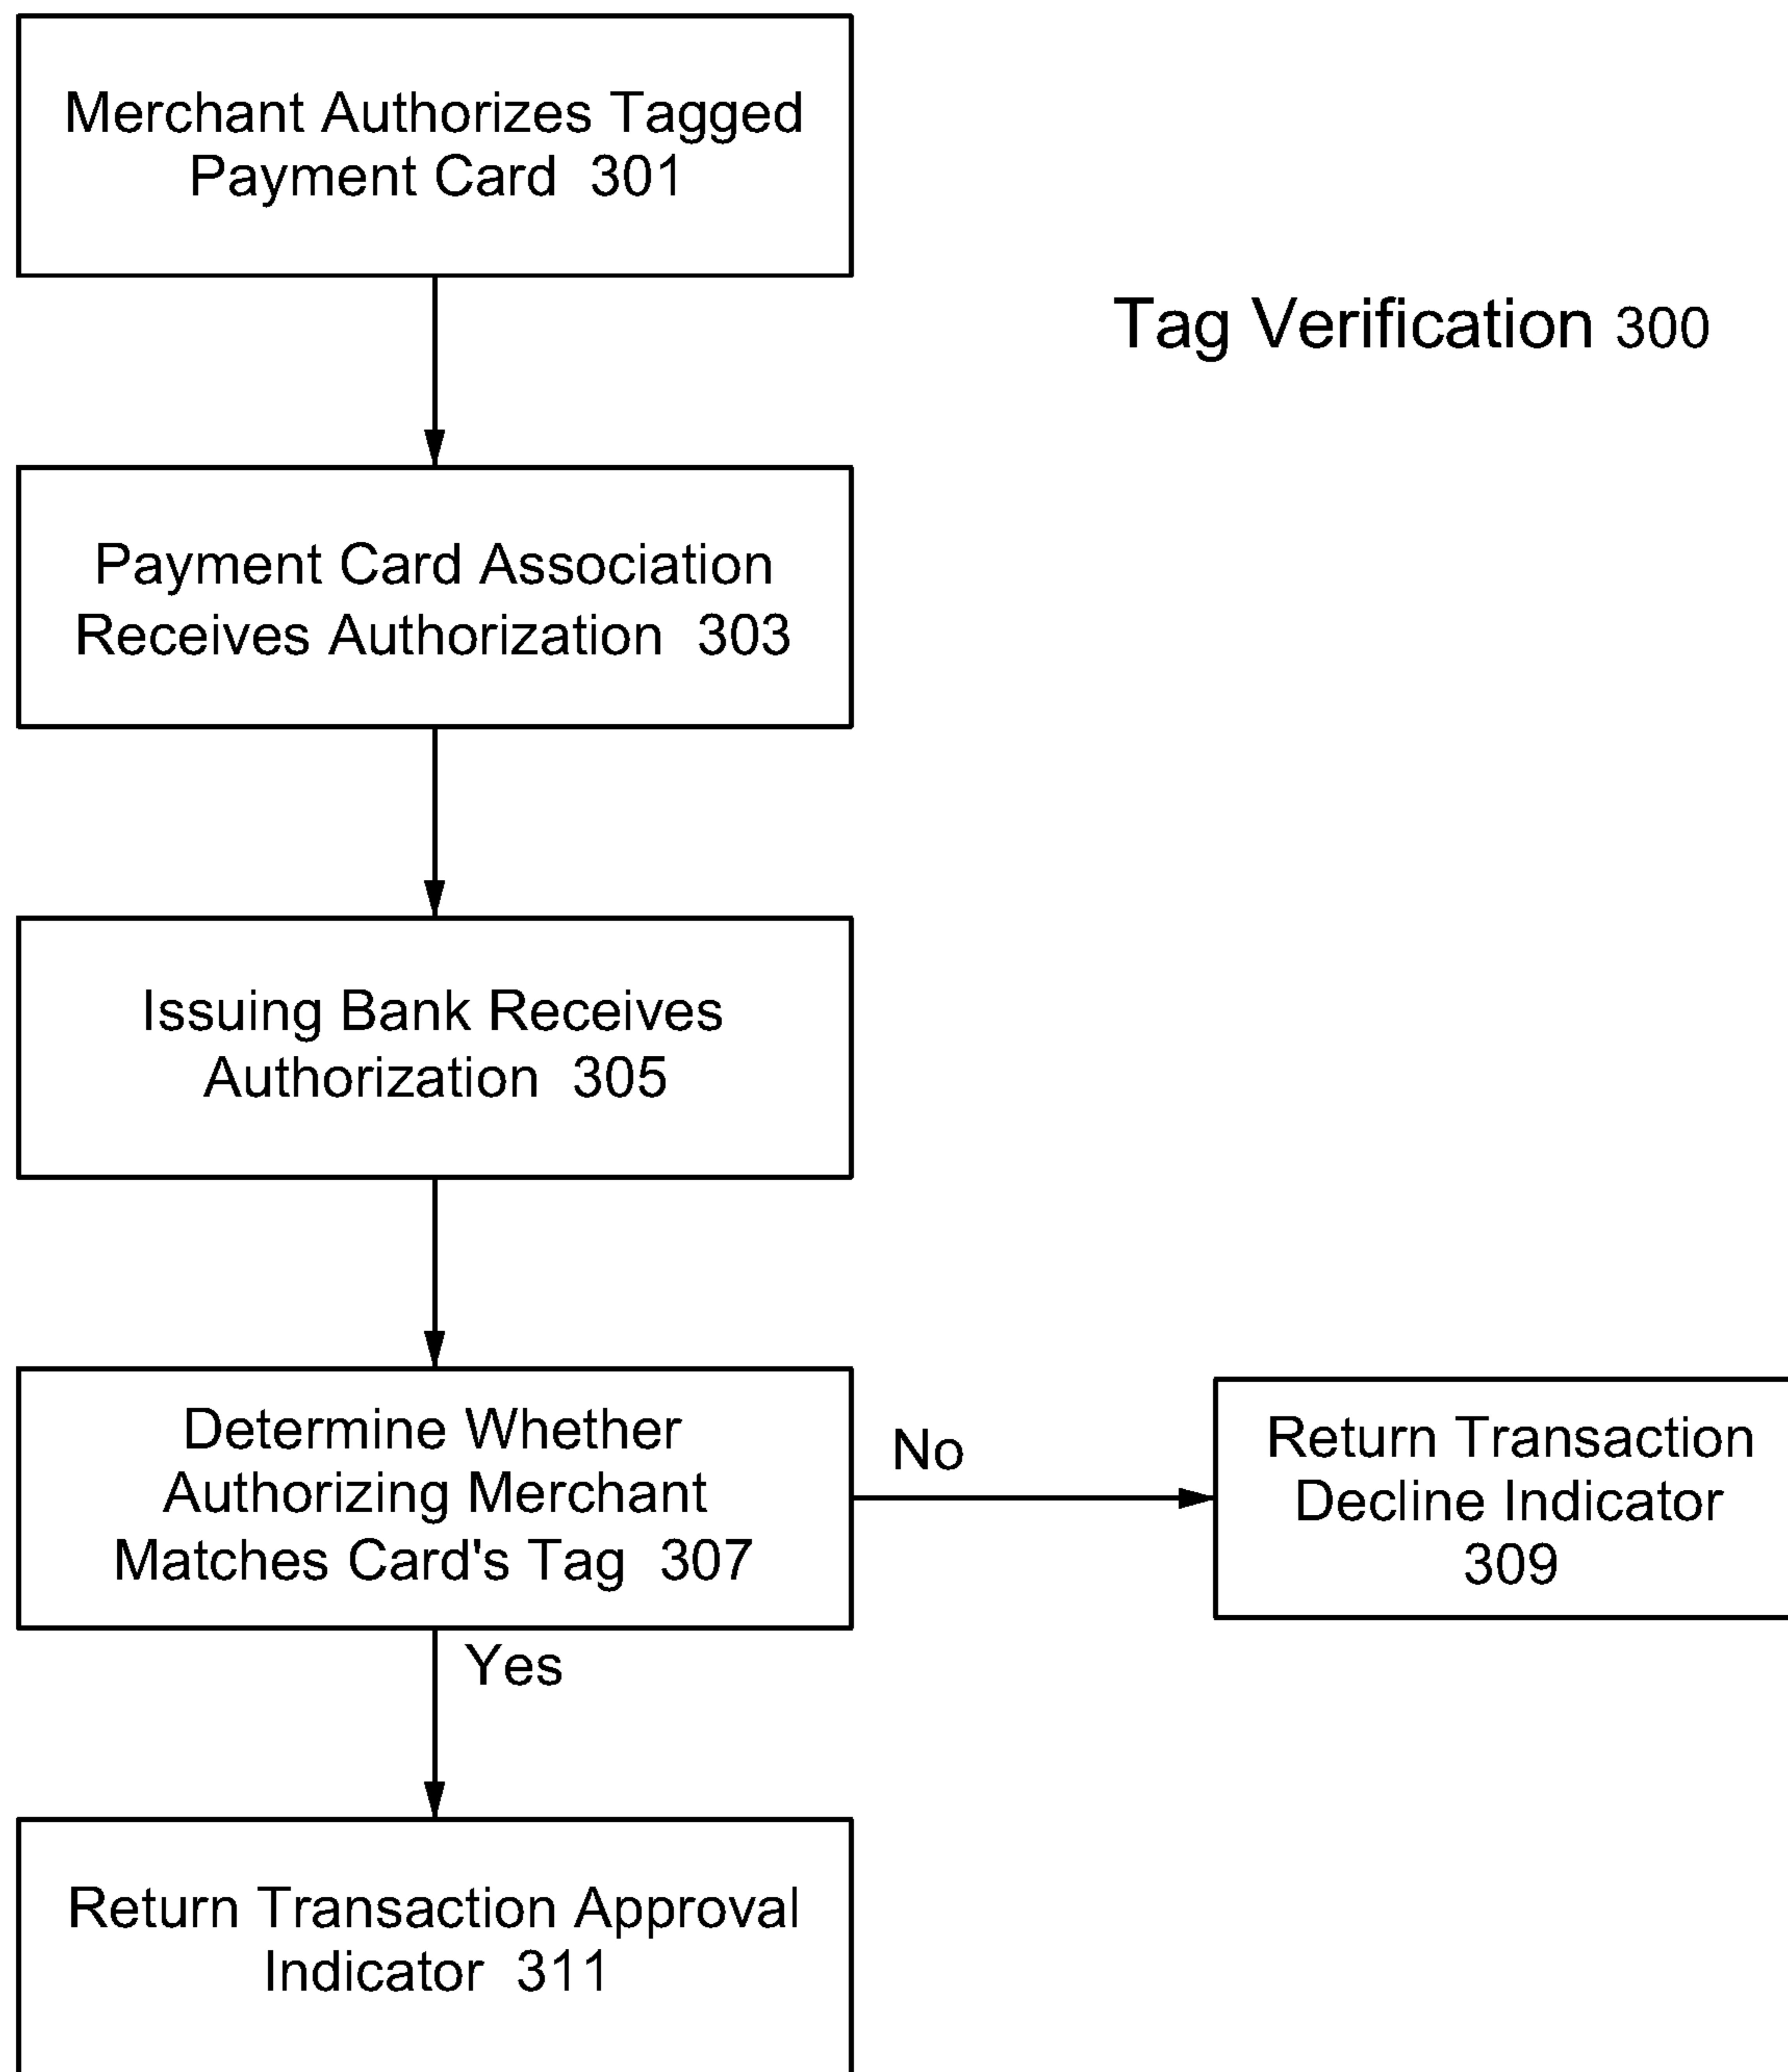 Merchant Authorizes Tagged
Payment Card 301
Tag Verification 300
Payment Card Association
Receives Authorization 303
Issuing Bank Receives
Authorization 305
Determine Whether
Authorizing Merchant
Matches Card's Tag 307
No
Return Transaction
Decline Indicator
309
Yes
Return Transaction Approval
Indicator 311